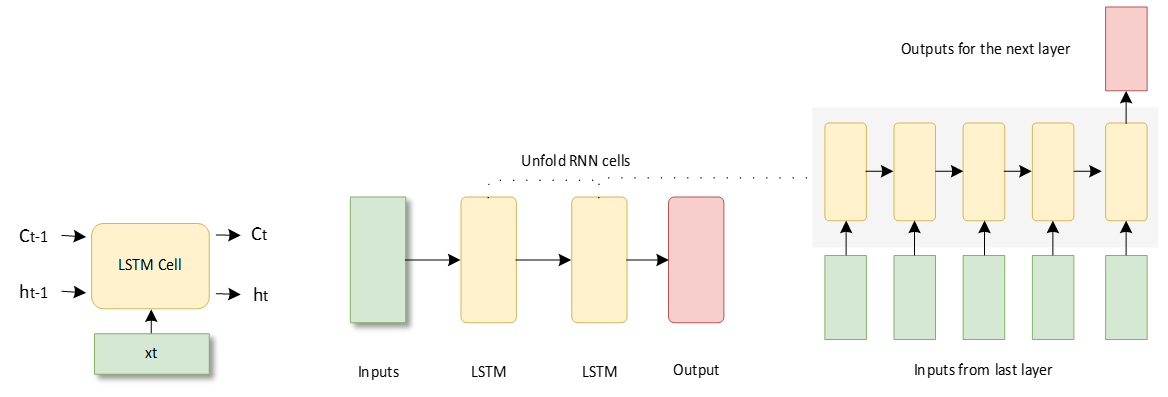 Outputs for the next layer
Unfold RNN cells
Ct-1
LSTM Cell
Ct
ht-1
ht
xt
Inputs
LSTM
LSTM
Output
Inputs from last layer